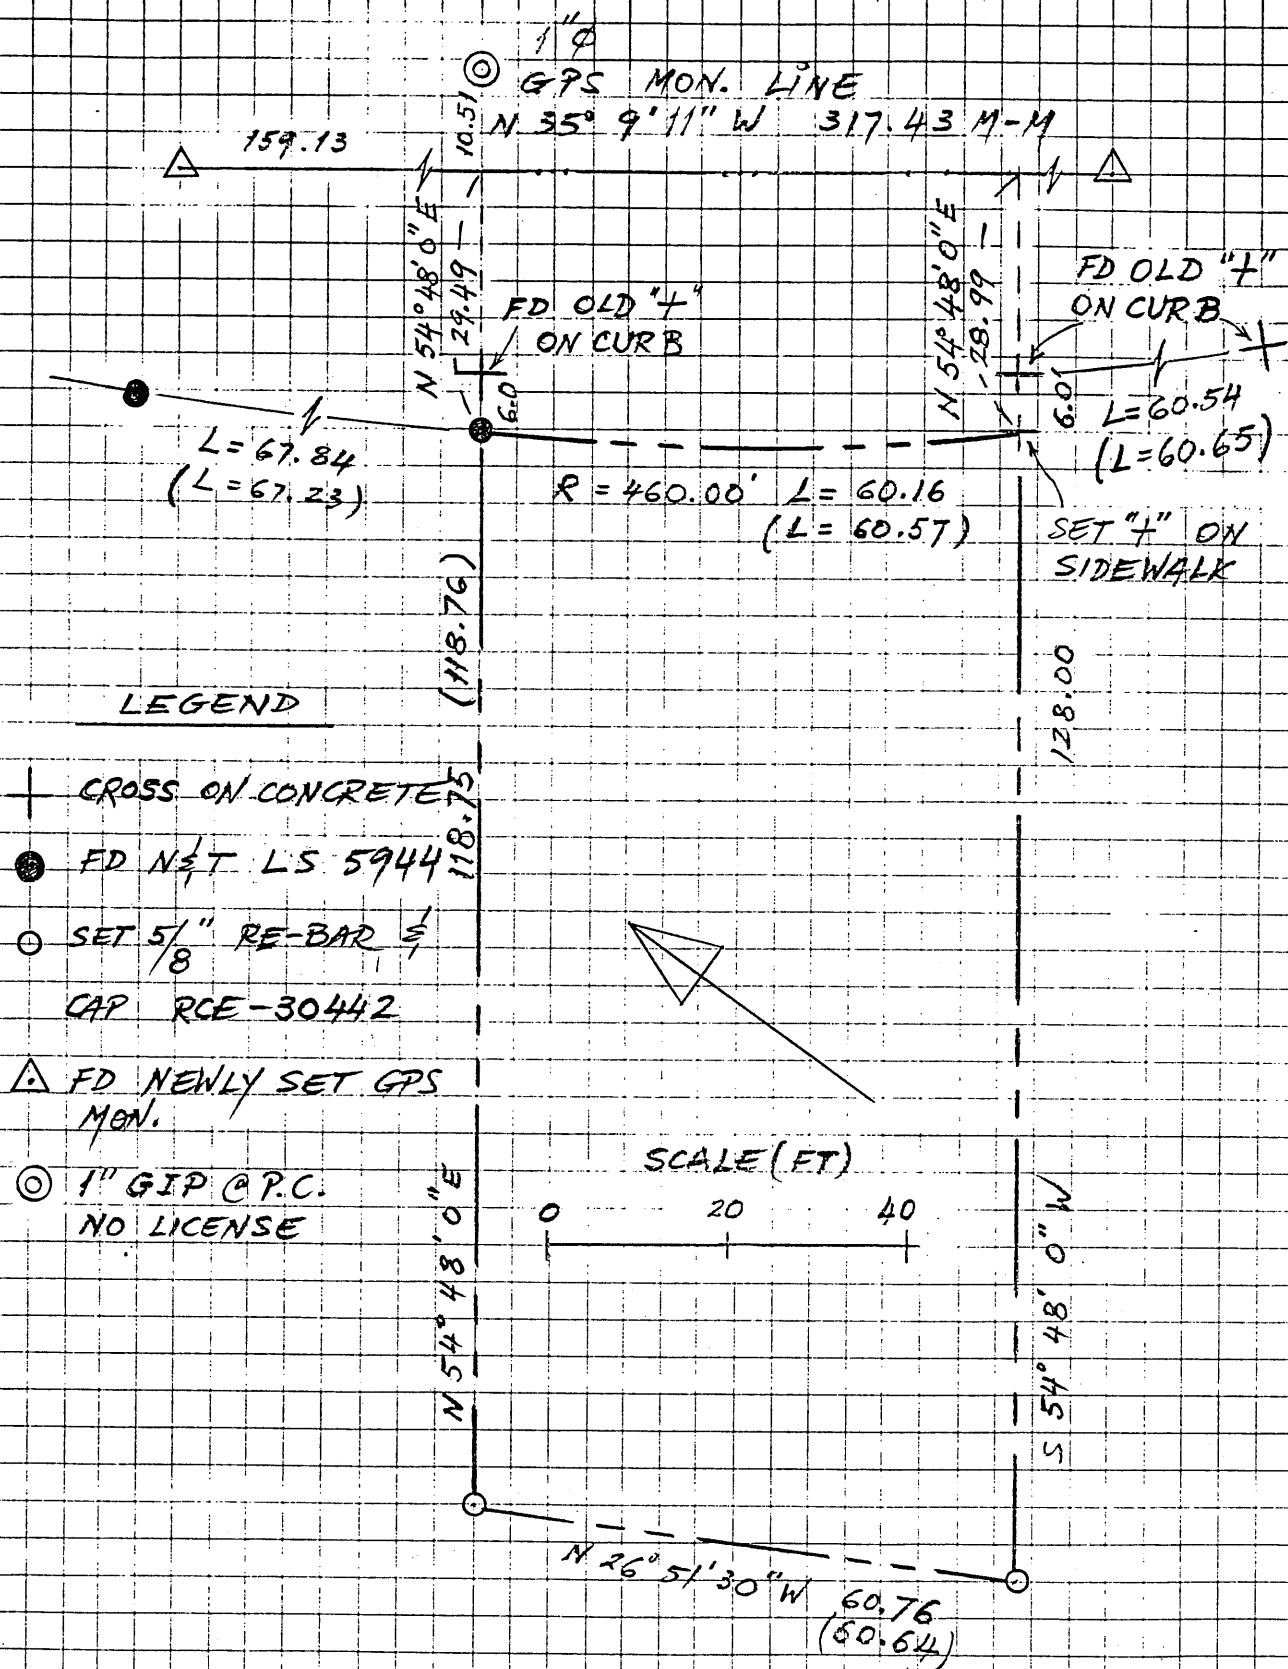 1"ϕ
GPS MON. LINE
N 35° 9' 11" W 317.43 M-M
159.13
10.51
N 54° 48' 0" E
29.49
FD OLD "+"
ON CURB
6.0'
N 54° 48' 0" E
28.99
FD OLD "+"
ON CURB
6.0'
L=60.54
(L=60.65)
L=67.84
(L=67.23)
R=460.00' L=60.16
(L=60.57)
SET "+" ON
SIDEWALK
(118.76)
118.75
128.00
LEGEND
CROSS ON CONCRETE
FD N&T LS 5944
SET 5/8" RE-BAR &
CAP RCE-30442
FD NEWLY SET GPS
MON.
1" GIP @ P.C.
NO LICENSE
SCALE (FT)
0 20 40
N 54° 48' 0" E
S 54° 48' 0" W
N 26° 51' 30" W 60.76
(60.64)